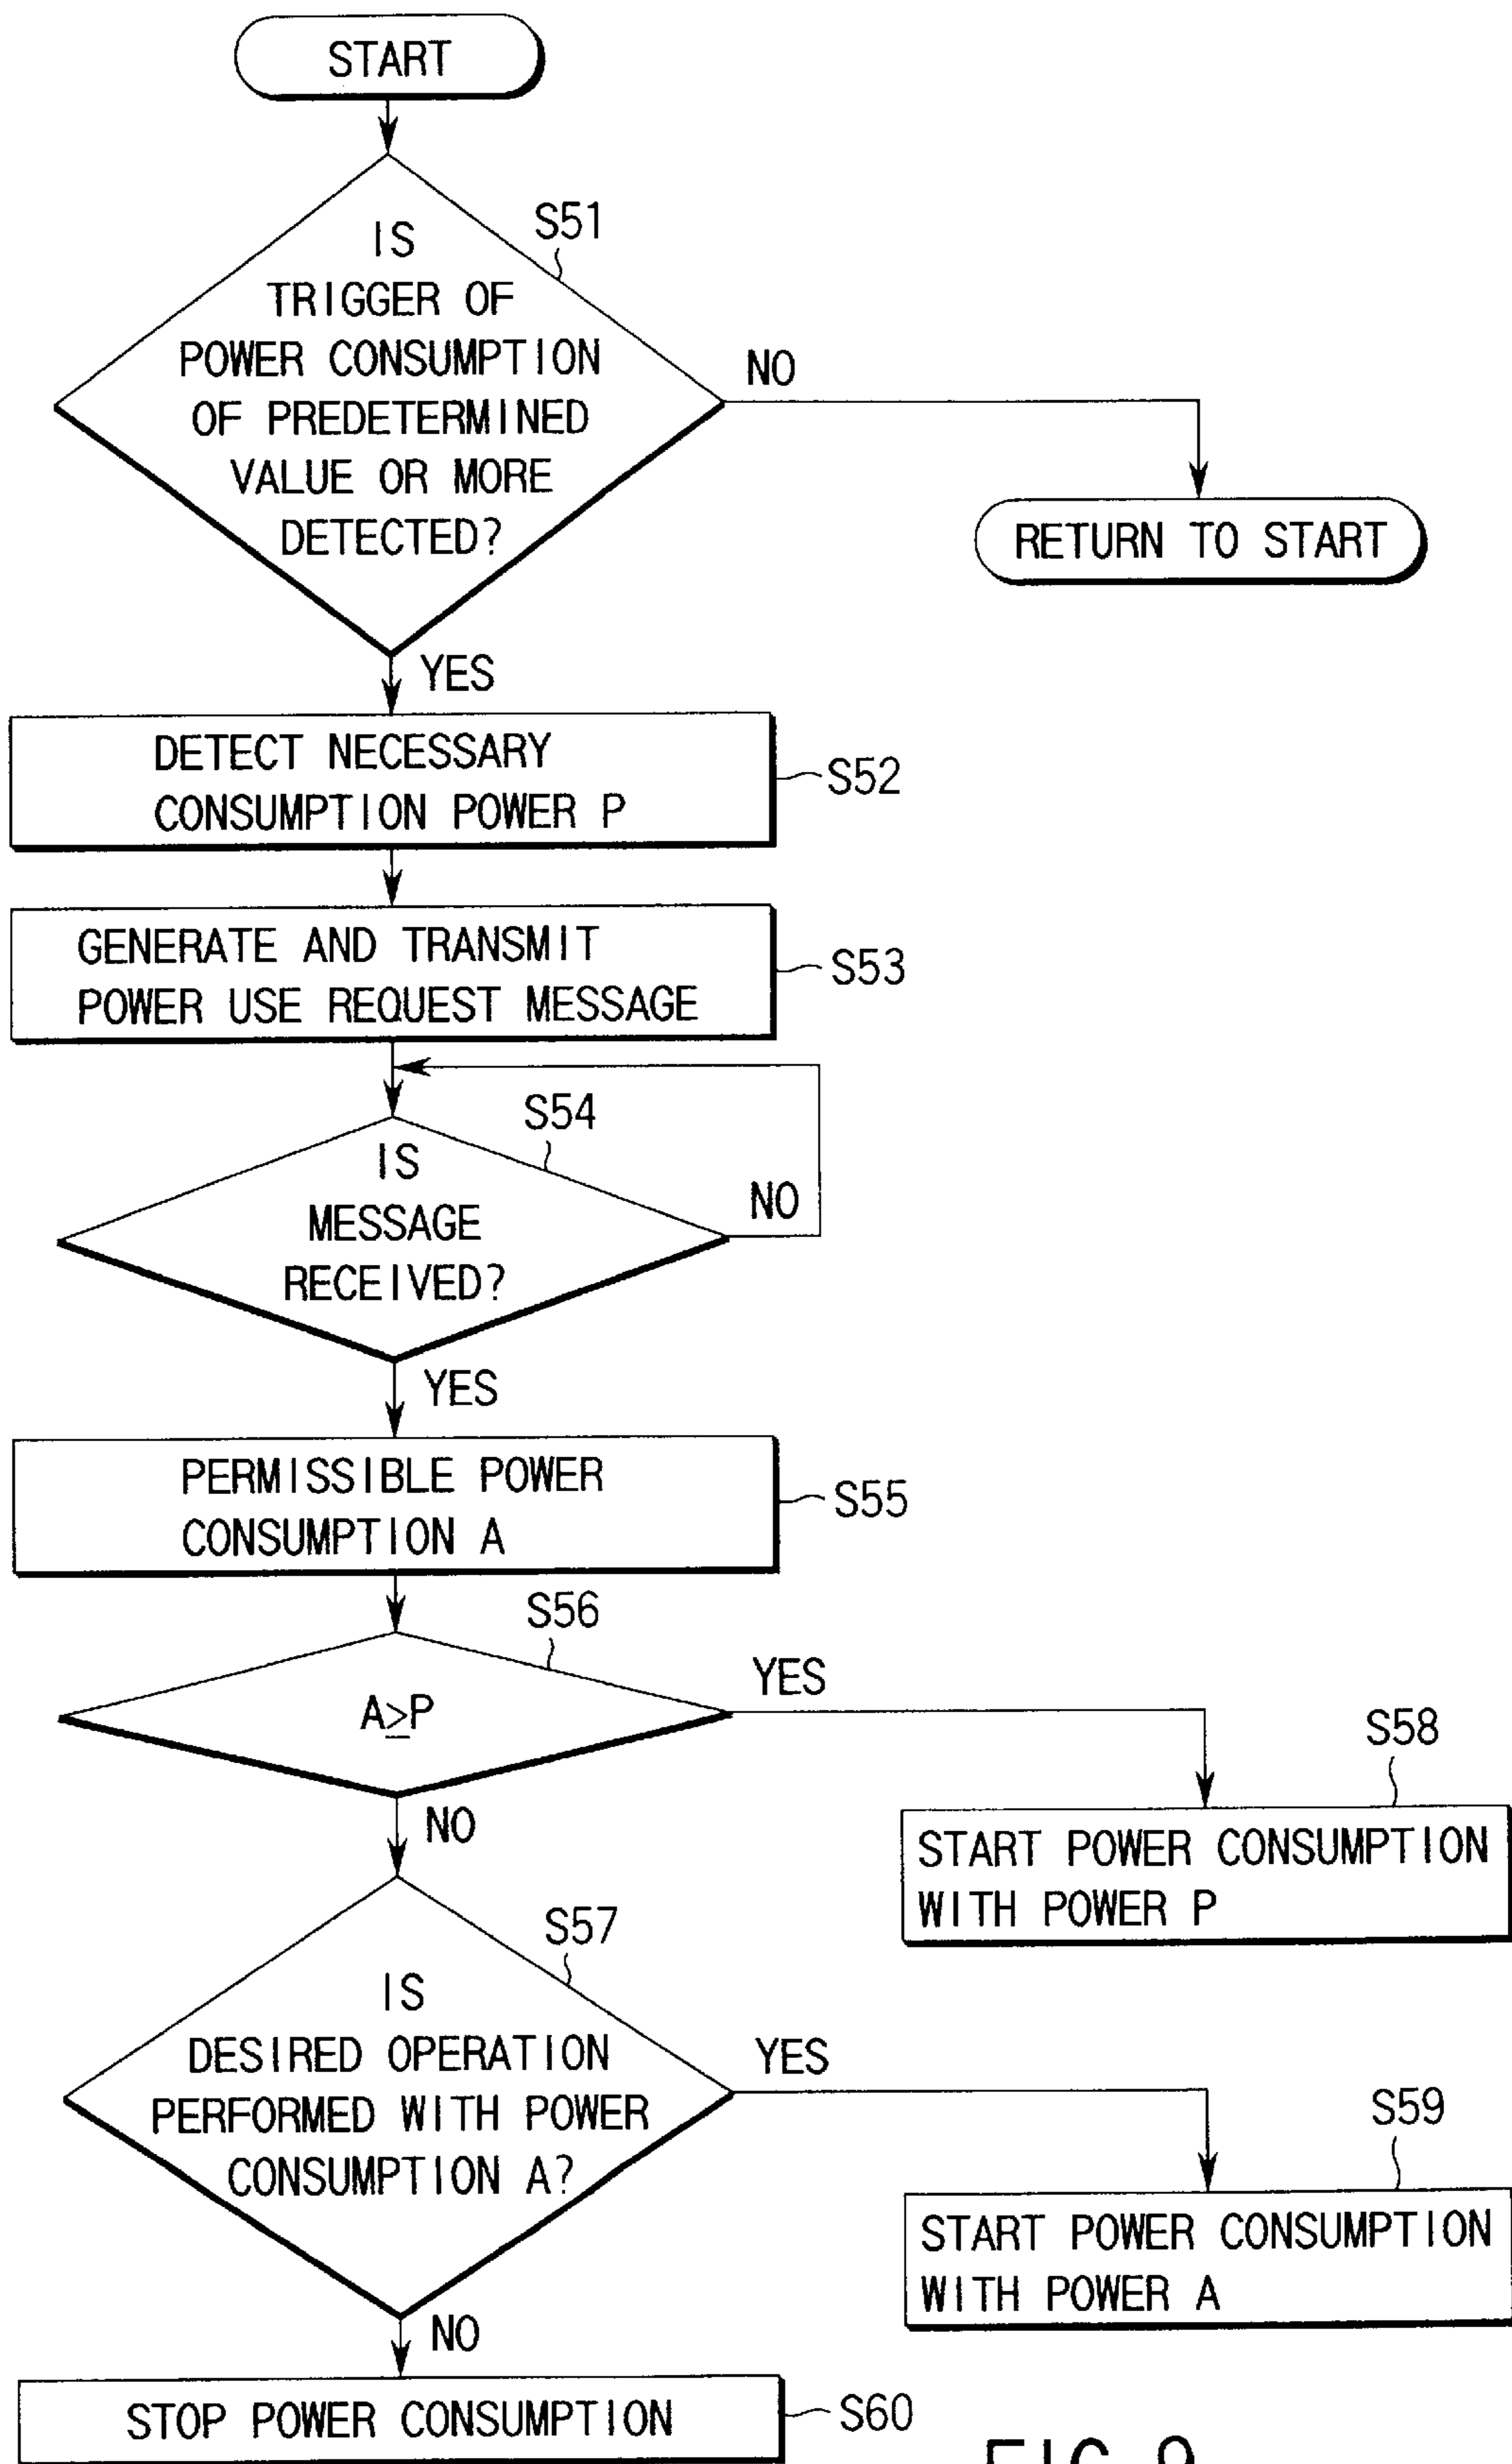 START
S51
IS
TRIGGER OF
POWER CONSUMPTION
OF PREDETERMINED
VALUE OR MORE
DETECTED?
NO
RETURN TO START
YES
DETECT NECESSARY
CONSUMPTION POWER P
S52
GENERATE AND TRANSMIT
POWER USE REQUEST MESSAGE
S53
S54
IS
MESSAGE
RECEIVED?
NO
YES
PERMISSIBLE POWER
CONSUMPTION A
S55
S56
A≥P
YES
S58
START POWER CONSUMPTION
WITH POWER P
NO
S57
IS
DESIRED OPERATION
PERFORMED WITH POWER
CONSUMPTION A?
YES
S59
START POWER CONSUMPTION
WITH POWER A
NO
STOP POWER CONSUMPTION
S60